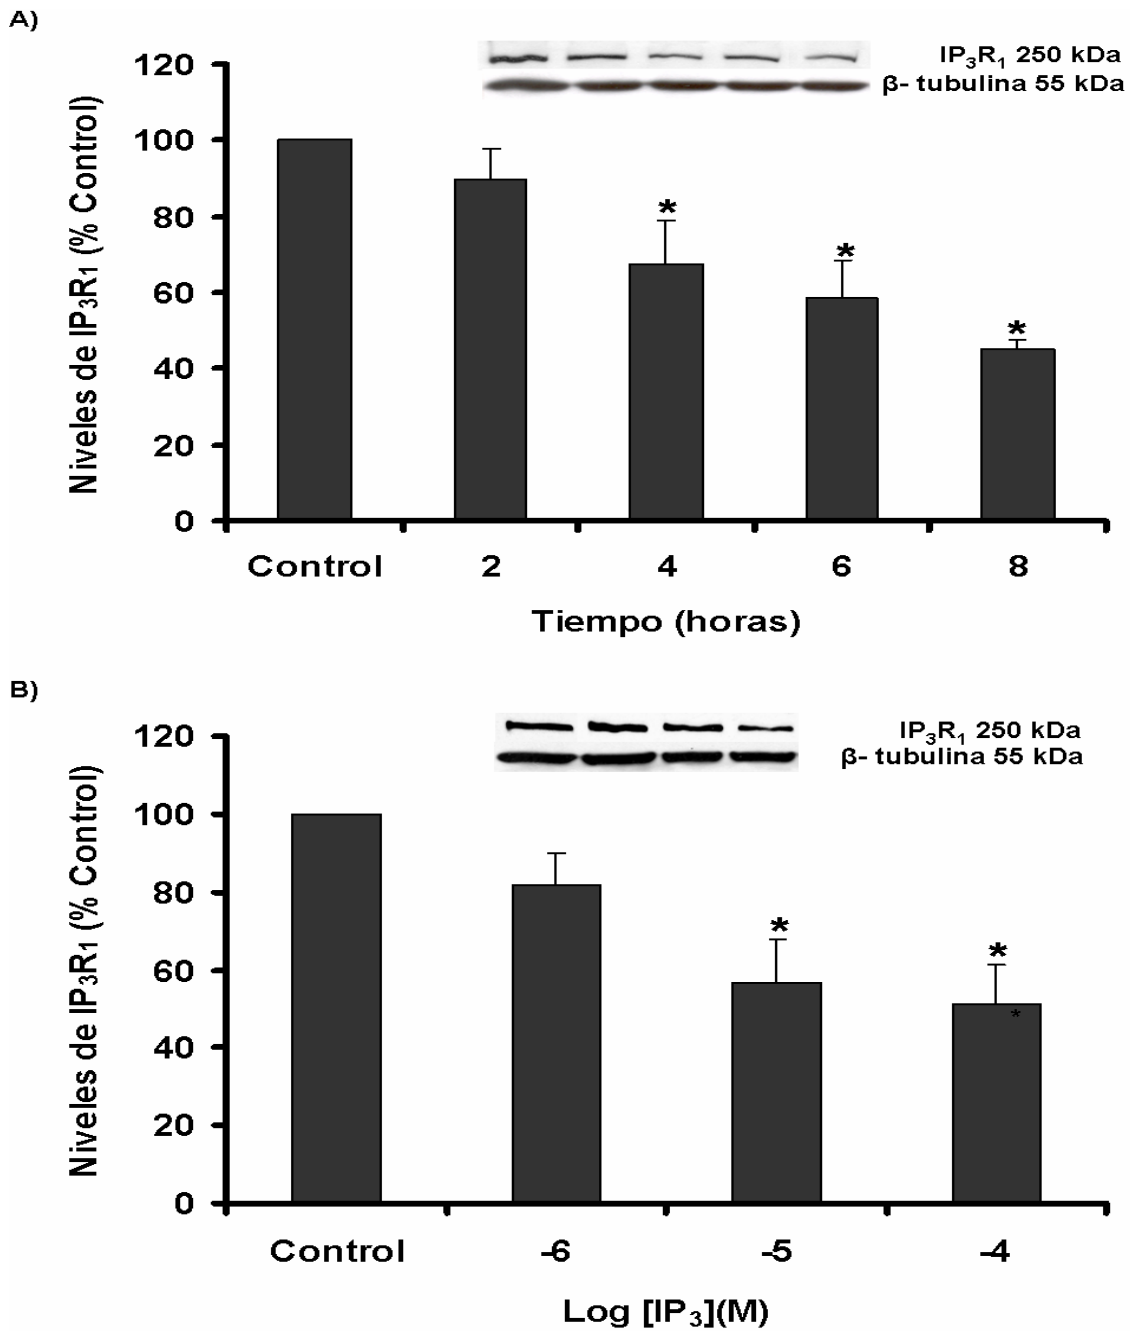 A)
IP₃R₁ 250 kDa
β- tubulina 55 kDa
Niveles de IP₃R₁ (% Control)
120
100
80
60
40
20
0
*
*
*
Control 2 4 6 8
Tiempo (horas)
B)
IP₃R₁ 250 kDa
β- tubulina 55 kDa
Niveles de IP₃R₁ (% Control)
120
100
80
60
40
20
0
*
*
*
Control -6 -5 -4
Log [IP₃](M)